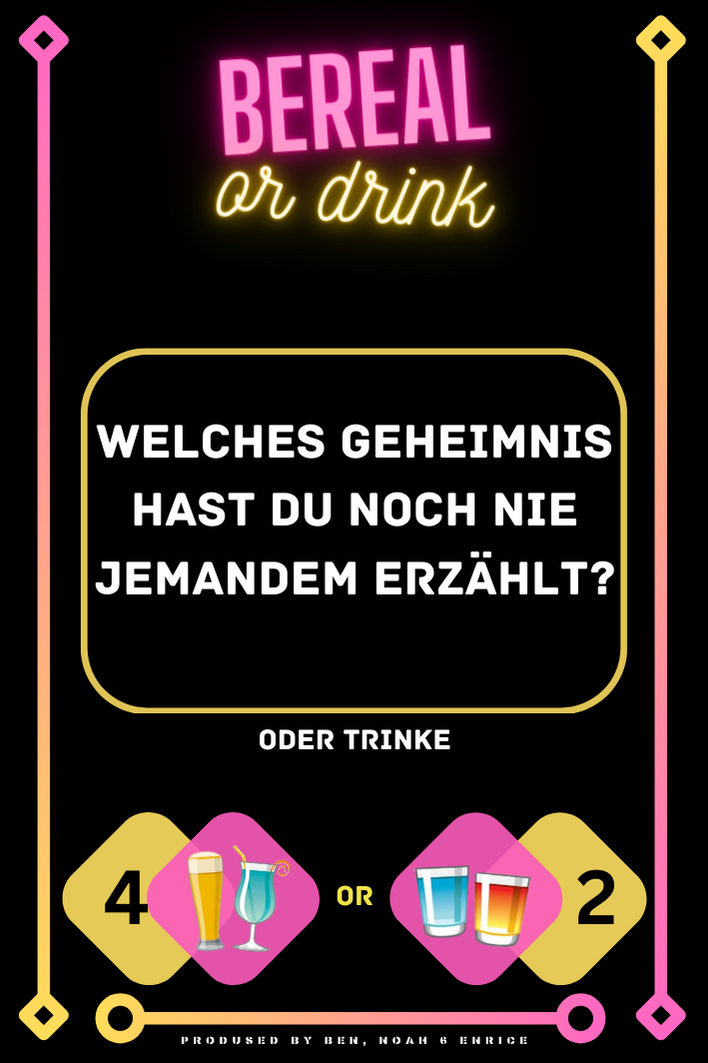 BEREAL
or drink
WELCHES GEHEIMNIS
HAST DU NOCH NIE
JEMANDEM ERZÄHLT?
ODER TRINKE
4 OR 2
PRODUSED BY BEN, NOAH & ENRICE